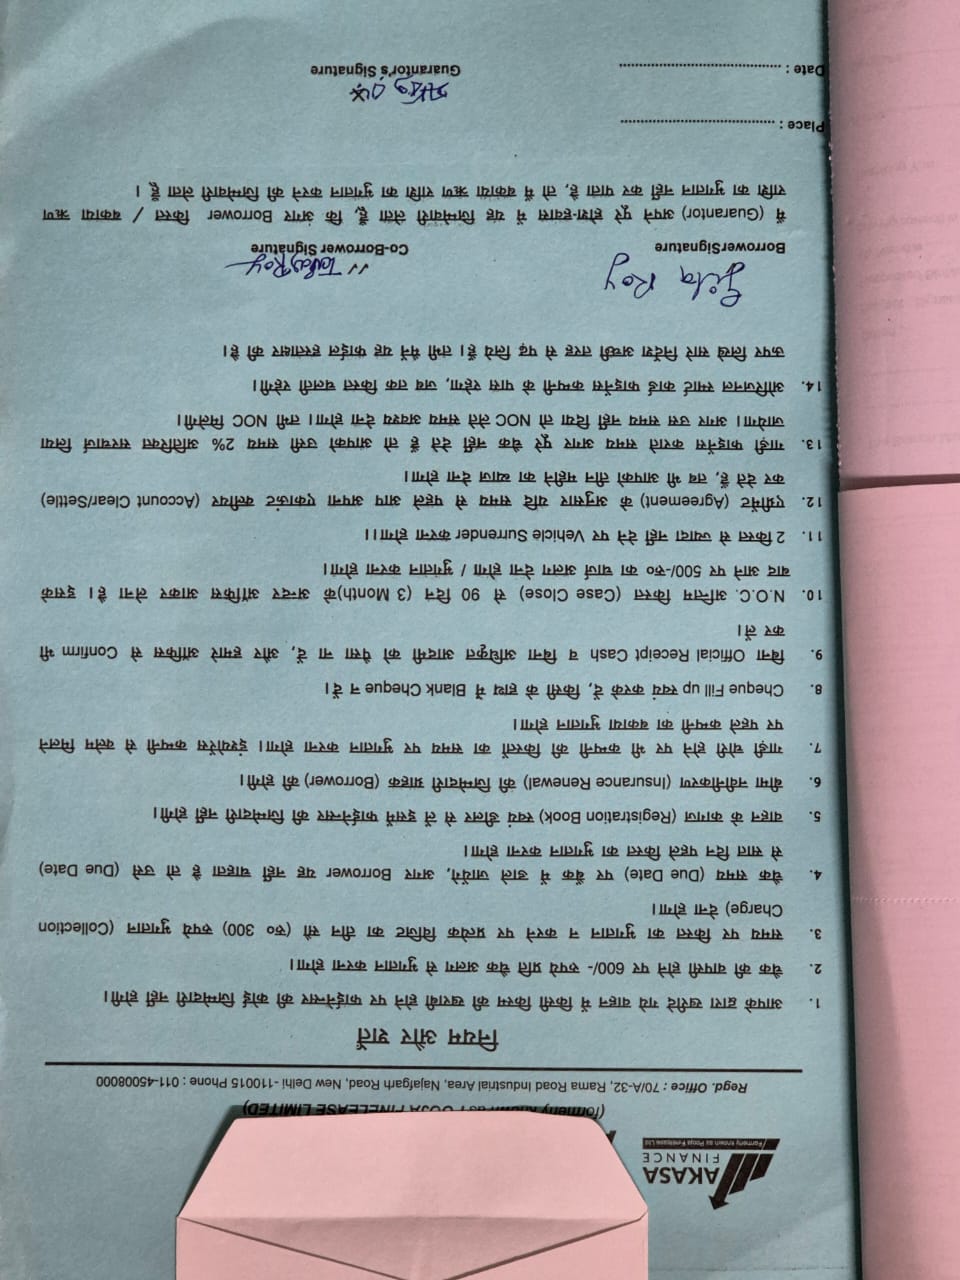 AKASA
FINANCE
Formerly known as Pooja Finelease Ltd
(formerly known as POOJA FINELEASE LIMITED)
Regd. Office : 70/A-32, Rama Road Industrial Area, Najafgarh Road, New Delhi -110015 Phone : 011-45008000
नियम और शर्तें
1. आपके द्वारा खरीदे गये वाहन में किसी किस्म की खराबी होने पर फाईनेन्सर की कोई जिम्मेदारी नहीं होगी।
2. चैक की वापसी होने पर 600/- रुपये प्रति चैक अलग से भुगतान करना होगा।
3. समय पर किस्त का भुगतान न करने पर प्रत्येक विजिट का तीन सौ (रु० 300) रुपये भुगतान (Collection
Charge) देना होगा।
4. चैक समय (Due Date) पर बैंक में डाले जायेंगे, अगर Borrower यह नहीं चाहता है तो उसे (Due Date)
से सात दिन पहले किस्त का भुगतान करना होगा।
5. वाहन के कागज (Registration Book) स्वयं डीलर से लें इसमें फाईनेन्सर की जिम्मेदारी नहीं होगी।
6. बीमा नवीनीकरण (Insurance Renewal) की जिम्मेदारी ग्राहक (Borrower) की होगी।
7. गाड़ी चोरी होने पर भी कम्पनी की किस्तों का समय पर भुगतान करना होगा। इंश्योरेंस कम्पनी से क्लेम मिलने
पर पहले कम्पनी का बकाया भुगतान होगा।
8. Cheque Fill up स्वयं करके दें, किसी के हाथ में Blank Cheque न दें।
9. बिना Official Receipt Cash व बिना अधिकृत आदमी को पैसा ना दें, और हमारे ऑफिस से Confirm भी
कर लें।
10. N.O.C. अन्तिम किस्त (Case Close) से 90 दिन (3 Month)के अन्दर ऑफिस आकर लेना है। इसके
बाद आने पर 500/-रु० का चार्ज अलग देना होगा / भुगतान करना होगा।
11. 2 किस्त से ज्यादा नहीं देने पर Vehicle Surrender करना होगा।।
12. एग्रीमेंट (Agreement) के अनुसार यदि समय से पहले आप अपना एकाऊंट क्लीयर (Account Clear/Settle)
कर देते हैं, तब भी आपको तीन महीने का ब्याज देना होगा।
13. गाड़ी फाइनेंस कराते समय अगर पूरे चैक नहीं देते हैं तो आपको उसी समय 2% अतिरिक्त सरचार्ज लिया
जायेगा। अगर उस समय नहीं दिया तो NOC लेते समय अवश्य देना होगा। तभी NOC मिलेगी।
14. ओरिजनल स्मार्ट कार्ड फाइनेंस कम्पनी के पास रहेगा, जब तक किस्त चलती रहेगी।
ऊपर लिखे सारे निर्देश अच्छी तरह से पढ़ लिये हैं। तभी मैनें यह फाईल हस्ताक्षर की है।
Gita Roy
Tapas Roy
BorrowerSignature
Co-Borrower Signature
मैं (Guarantor) अपने पूरे होश-हवास में यह जिम्मेवारी लेता हूँ, कि अगर Borrower किस्त / बकाया ऋण
राशि का भुगतान नहीं कर पाता है, तो मैं बकाया ऋण राशि का भुगतान करने की जिम्मेवारी लेता हूँ ।
Place : ......................................
Date : ........................................
Guarantor's Signature